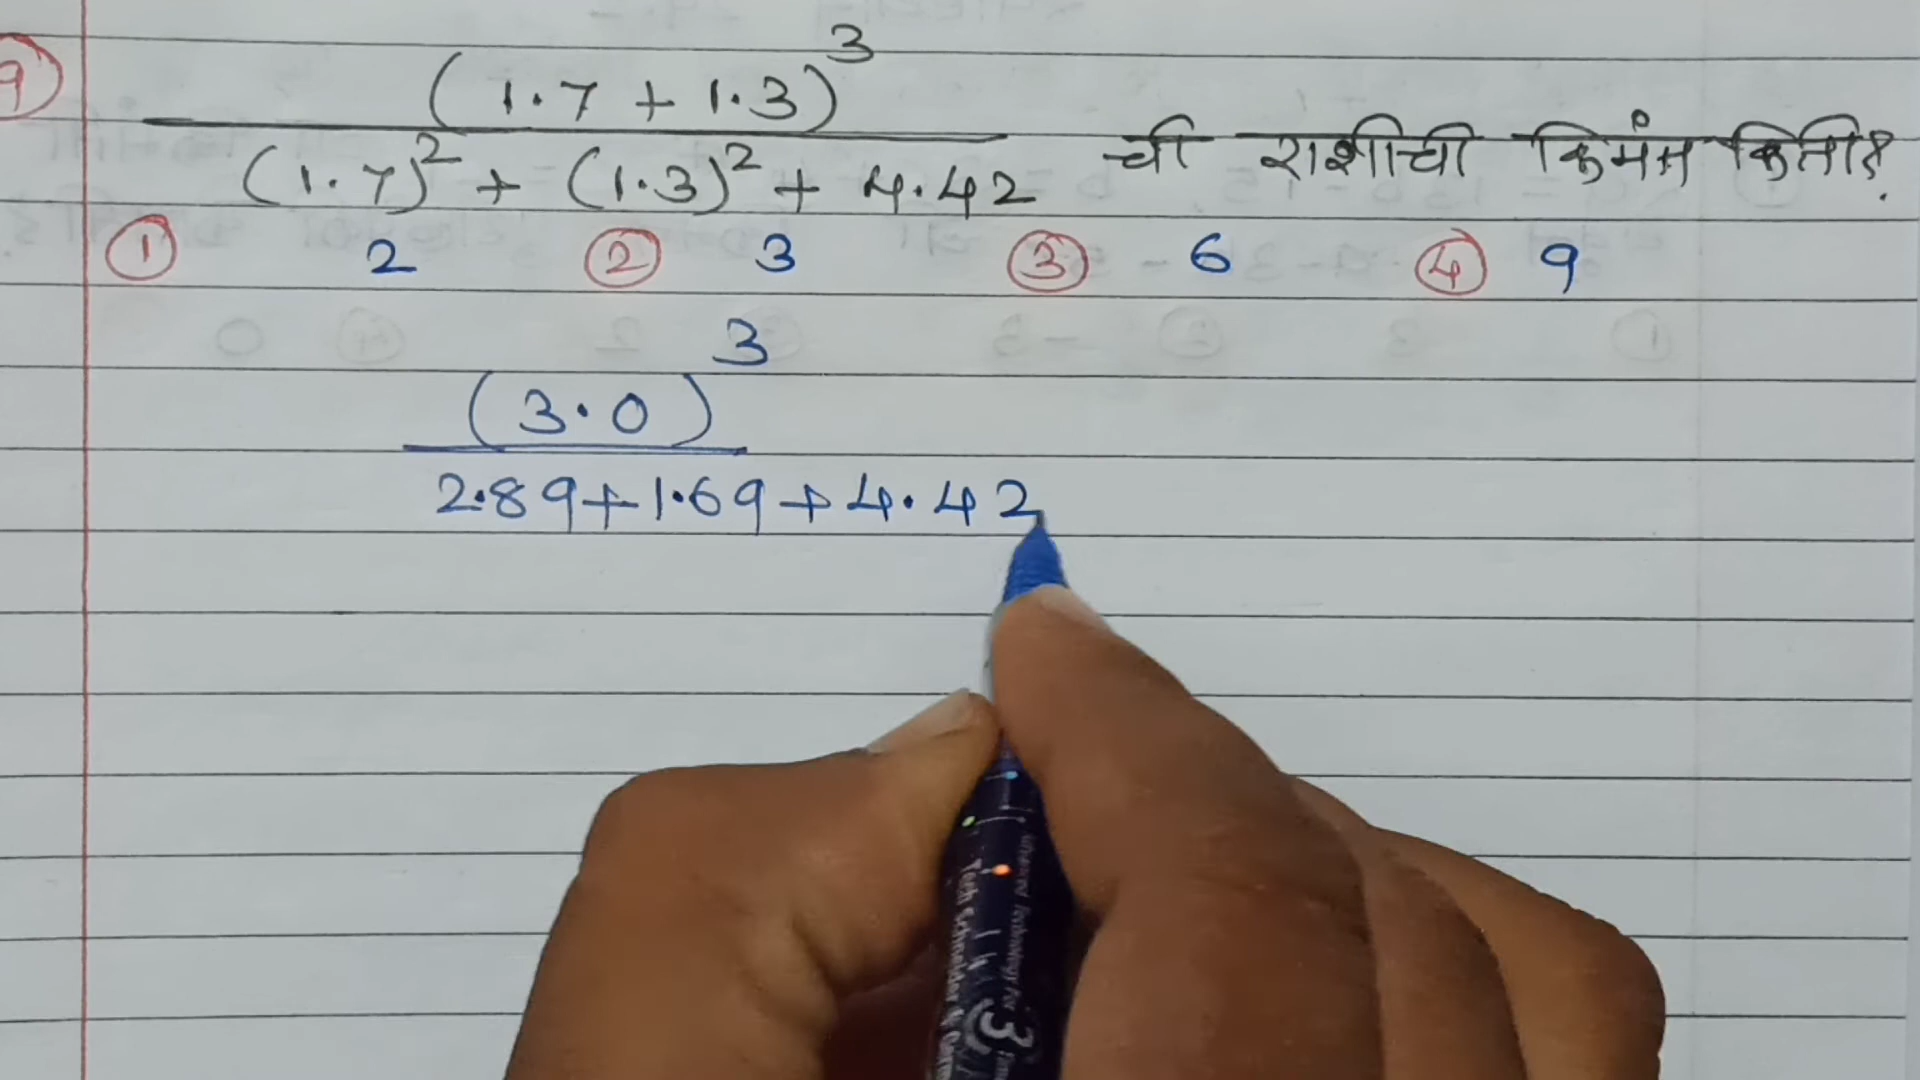 9 (1.7 + 1.3)³
(1.7)² + (1.3)² + 4.42 ची राशीची किमंत किती?
1 2 2 3 3 6 4 9
(3.0)³
2.89+1.69+4.42